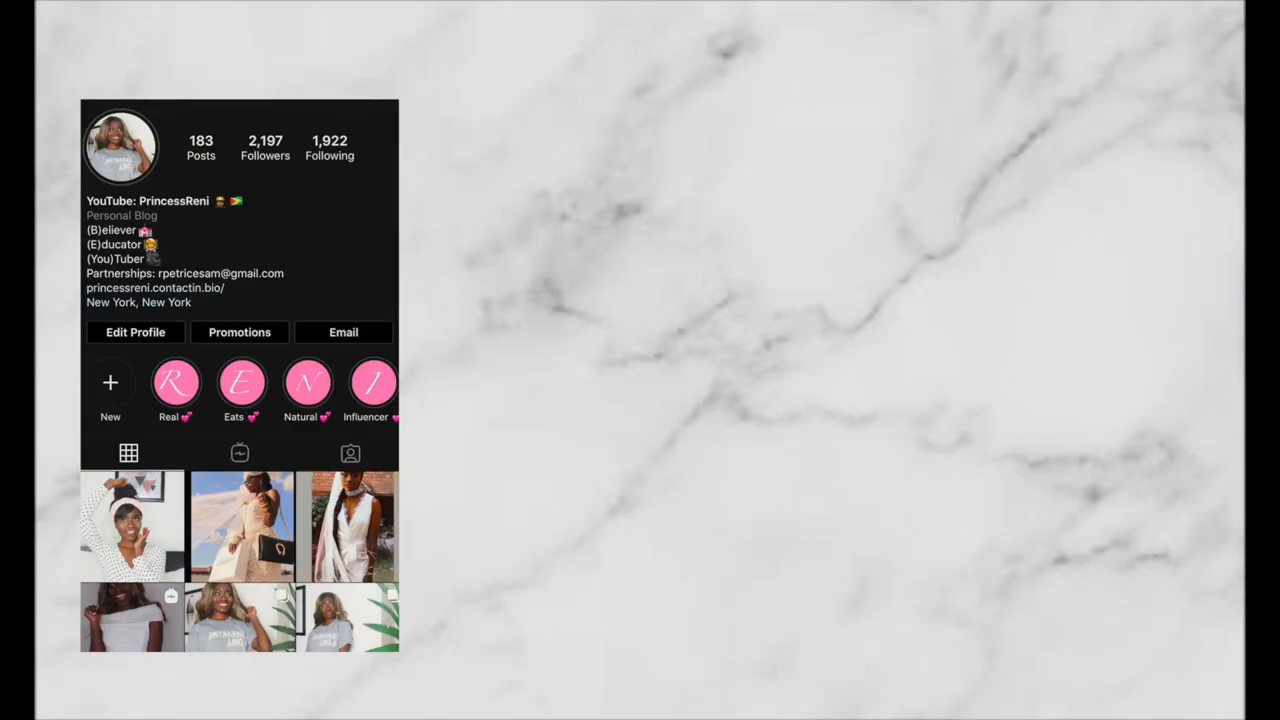 183 2,197 1,922
Posts Followers Following
YouTube: PrincessReni
Personal Blog
(B)eliever
(E)ducator
(You)Tuber
Partnerships: rpetricesam@gmail.com
princessreni.contactin.bio/
New York, New York
Edit Profile Promotions Email
R E N I
New Real 💕 Eats 💕 Natural 💕 Influencer